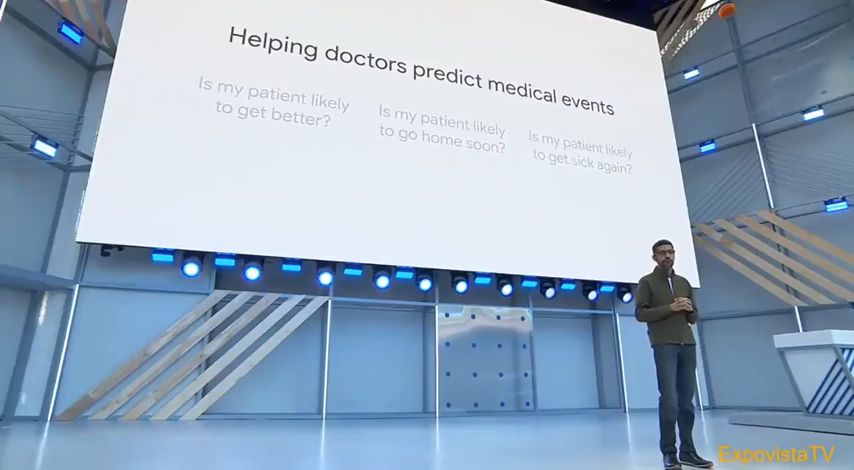 Helping doctors predict medical events
Is my patient likely
to get better?
Is my patient likely
to go home soon?
Is my patient likely
to get sick again?
ExpovistaTV